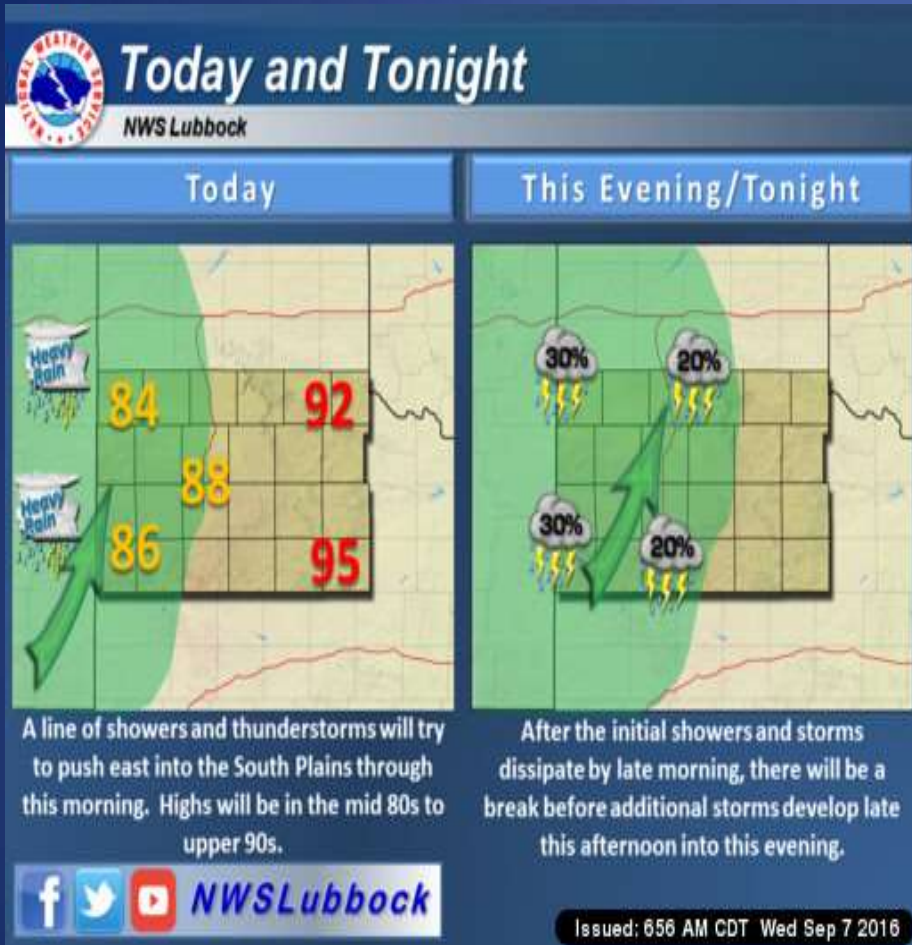 NATIONAL WEATHER SERVICE
Today and Tonight
NWS Lubbock
Today
Heavy
Rain
84
92
88
Heavy
Rain
86
95
A line of showers and thunderstorms will try
to push east into the South Plains through
this morning. Highs will be in the mid 80s to
upper 90s.
This Evening/Tonight
30%
20%
30%
20%
After the initial showers and storms
dissipate by late morning, there will be a
break before additional storms develop late
this afternoon into this evening.
NWSLubbock
Issued: 656 AM CDT Wed Sep 7 2016